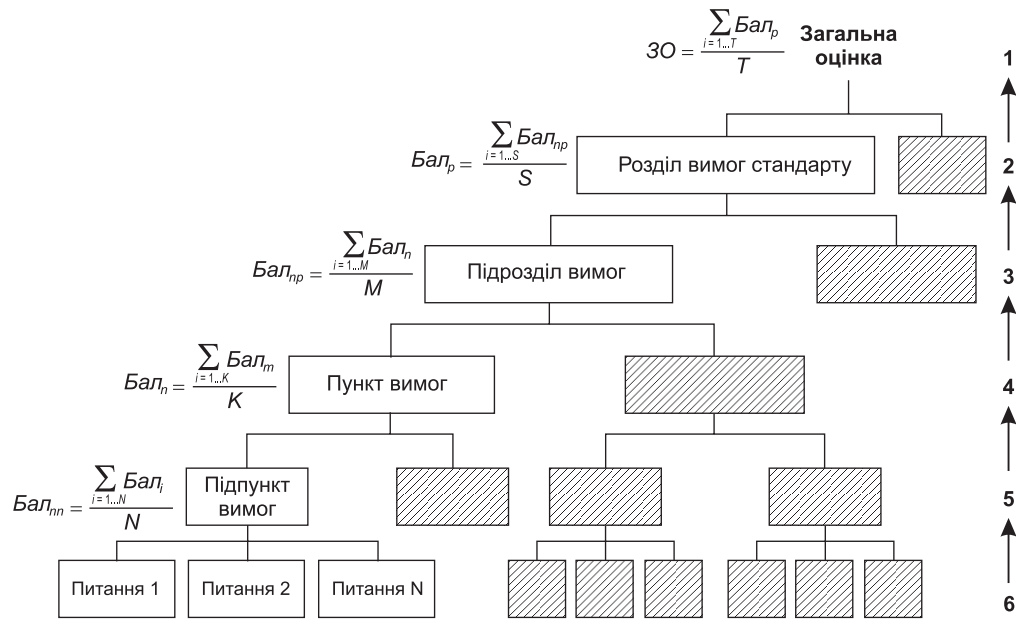 ЗО = ∑ Бал_р / Т
i = 1...T
Загальна
оцінка
1
Бал_р = ∑ Бал_пр / S
i = 1...S
Розділ вимог стандарту
2
Бал_пр = ∑ Бал_п / M
i = 1...M
Підрозділ вимог
3
Бал_п = ∑ Бал_т / K
i = 1...K
Пункт вимог
4
Бал_пп = ∑ Бал_i / N
i = 1...N
Підпункт
вимог
5
Питання 1
Питання 2
Питання N
6